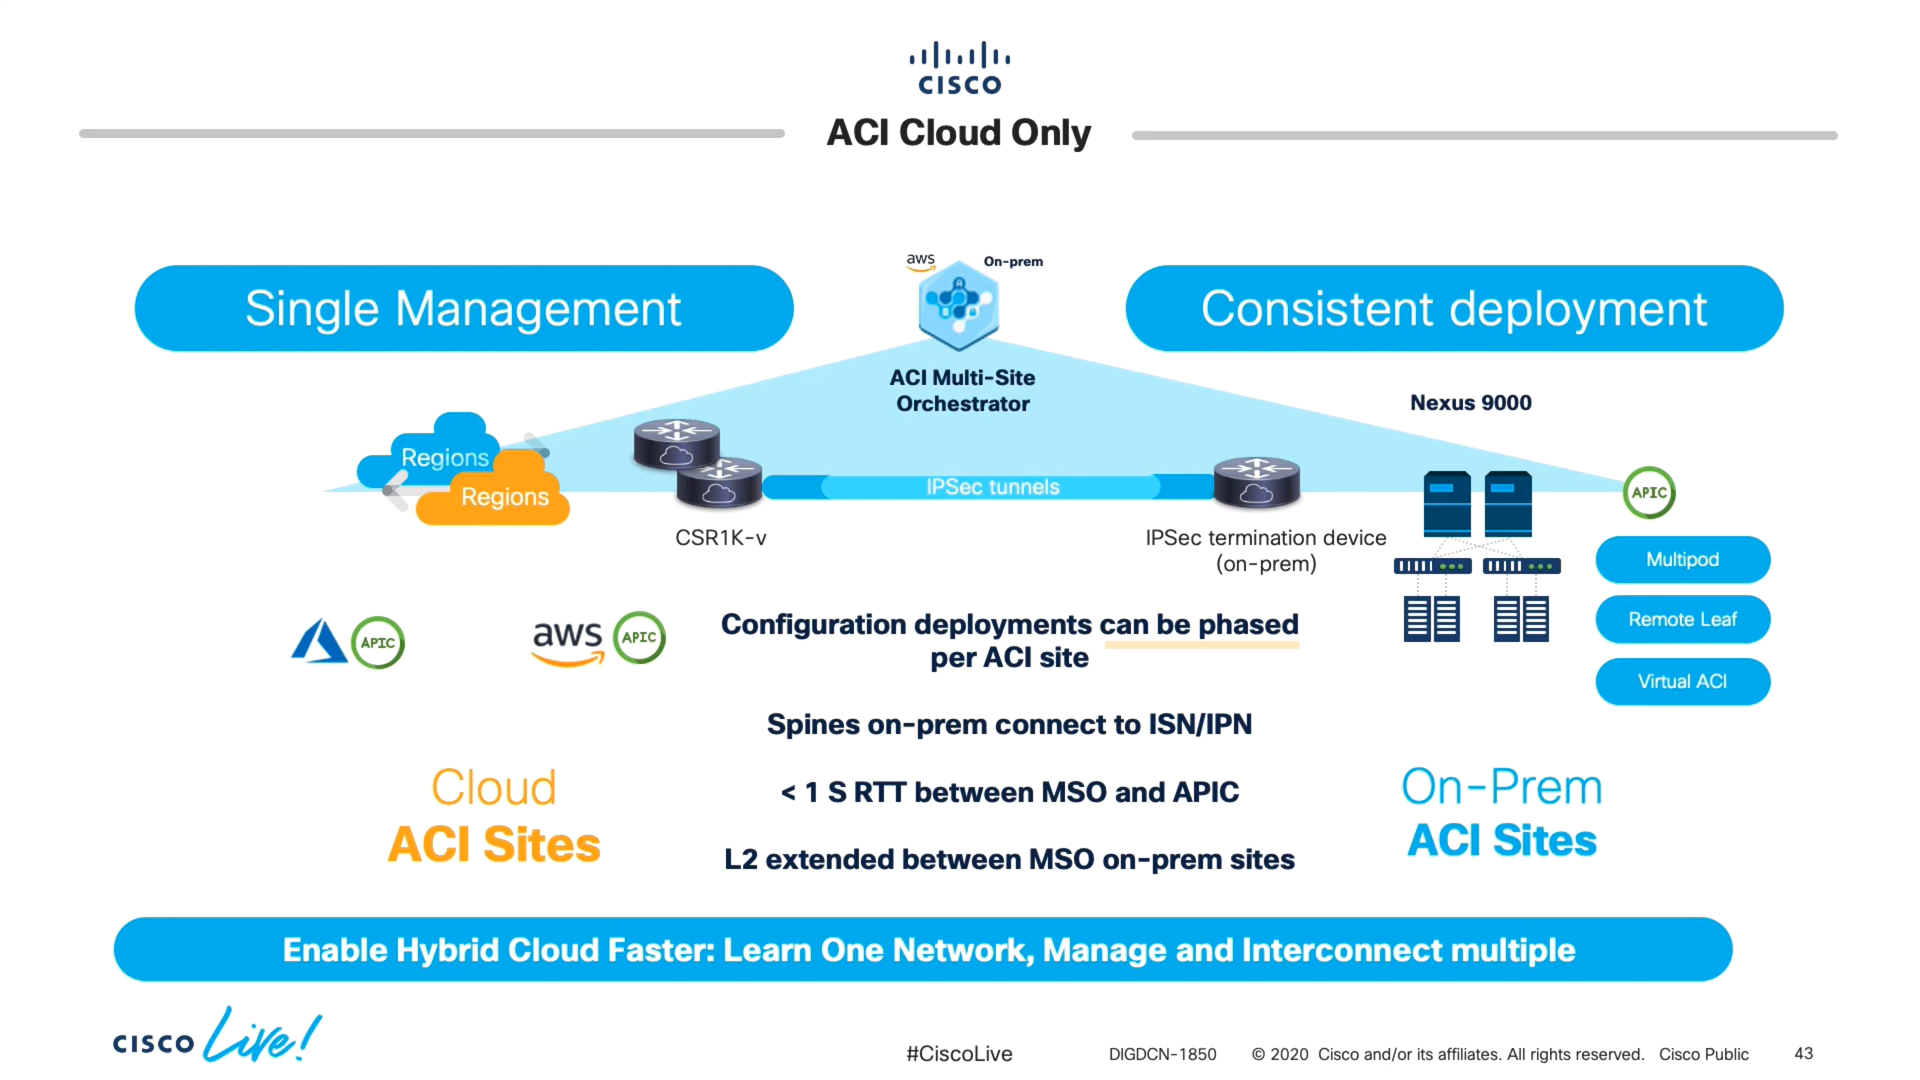 CISCO
ACI Cloud Only
aws
On-prem
Single Management
Consistent deployment
ACI Multi-Site
Orchestrator
Nexus 9000
Regions
Regions
IPSec tunnels
APIC
CSR1K-v
IPSec termination device
(on-prem)
Multipod
Remote Leaf
Virtual ACI
APIC
aws
APIC
Configuration deployments can be phased
per ACI site
Spines on-prem connect to ISN/IPN
< 1 S RTT between MSO and APIC
L2 extended between MSO on-prem sites
Cloud
ACI Sites
On-Prem
ACI Sites
Enable Hybrid Cloud Faster: Learn One Network, Manage and Interconnect multiple
CISCO Live!
#CiscoLive
DIGDCN-1850
© 2020 Cisco and/or its affiliates. All rights reserved. Cisco Public
43